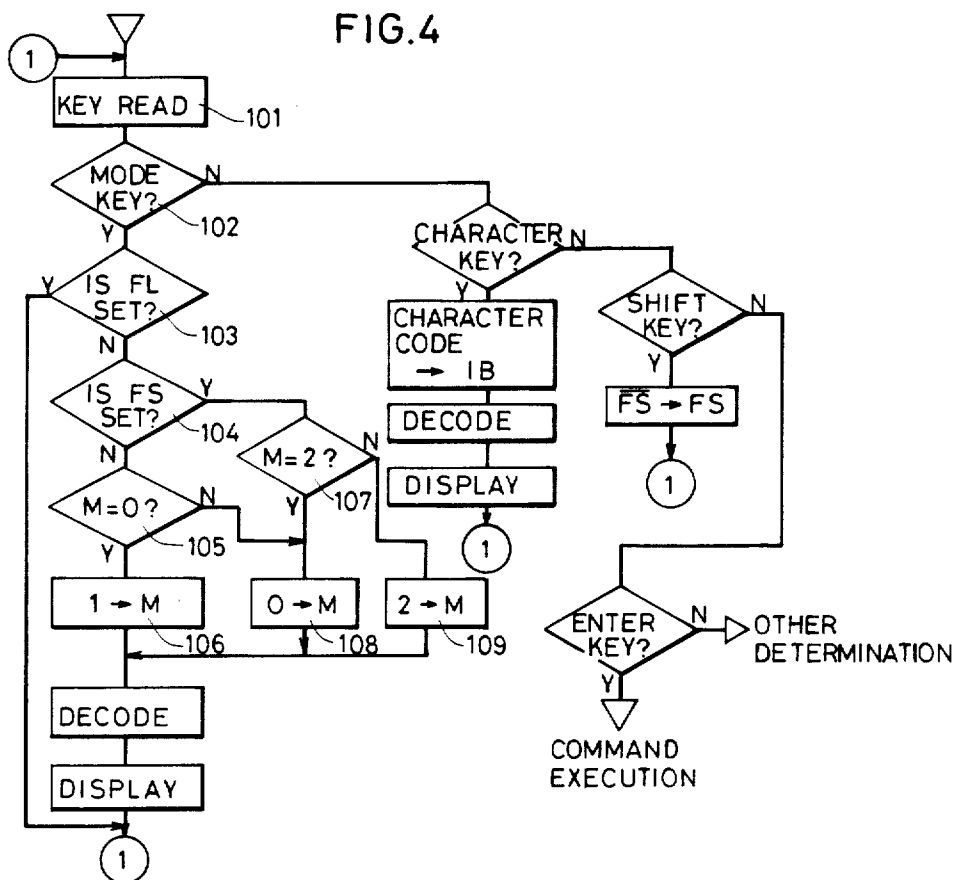 FIG.4
1
KEY READ
101
MODE
KEY?
N
102
Y
CHARACTER
KEY?
N
Y
IS FL
SET?
Y
103
N
SHIFT
KEY?
N
Y
CHARACTER
CODE
→ IB
IS FS
SET?
Y
104
N
F̅S̅ → FS
DECODE
M=2?
N
107
Y
1
M=0?
N
105
Y
DISPLAY
1
1 → M
106
0 → M
108
2 → M
109
ENTER
KEY?
N
Y
OTHER
DETERMINATION
DECODE
COMMAND
EXECUTION
DISPLAY
1